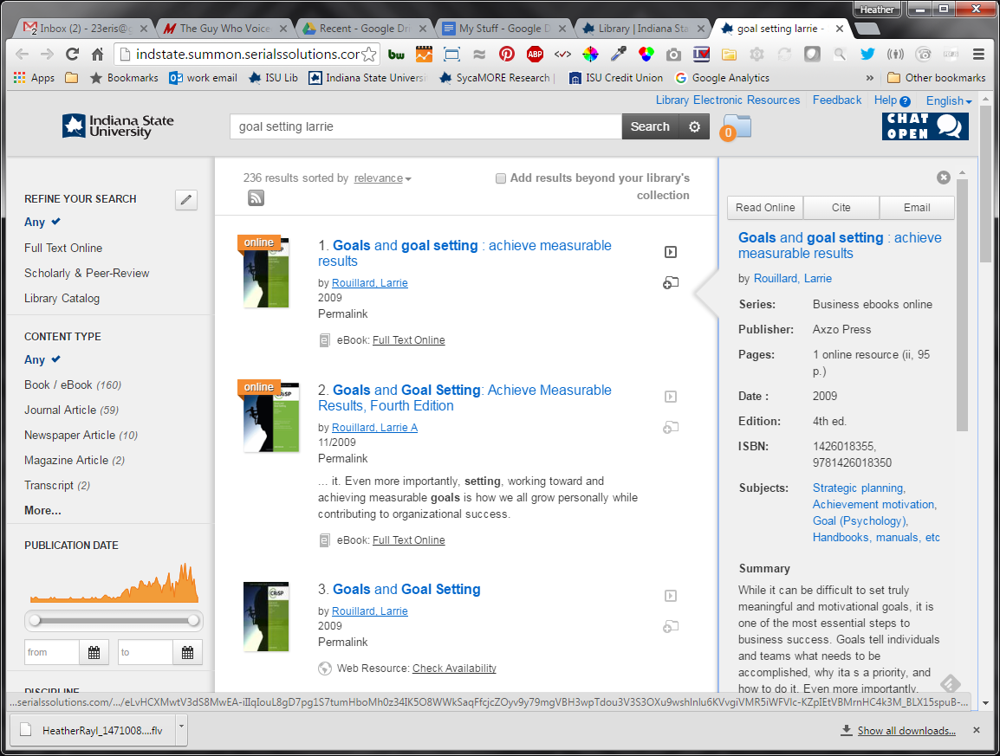 Heather
Inbox (2) - 23eris@g
The Guy Who Voice
Recent - Google Dri
My Stuff - Google D
Library | Indiana Sta
goal setting larrie -
indstate.summon.serialssolutions.cor
bw
ABP
Apps
Bookmarks
work email
ISU Lib
Indiana State Universi
SycaMORE Research |
ISU Credit Union
Google Analytics
»
Other bookmarks
Library Electronic Resources
Feedback
Help ?
English
Indiana State
University
goal setting larrie
Search
0
CHAT
OPEN
REFINE YOUR SEARCH
Any
Full Text Online
Scholarly & Peer-Review
Library Catalog
CONTENT TYPE
Any
Book / eBook (160)
Journal Article (59)
Newspaper Article (10)
Magazine Article (2)
Transcript (2)
More...
PUBLICATION DATE
from
to
DISCIPLINE
236 results sorted by relevance
Add results beyond your library's
collection
online
1. Goals and goal setting : achieve measurable
results
by Rouillard, Larrie
2009
Permalink
eBook: Full Text Online
online
2. Goals and Goal Setting: Achieve Measurable
Results, Fourth Edition
by Rouillard, Larrie A
11/2009
Permalink
... it. Even more importantly, setting, working toward and
achieving measurable goals is how we all grow personally while
contributing to organizational success.
eBook: Full Text Online
CRISP
3. Goals and Goal Setting
by Rouillard, Larrie
2009
Permalink
Web Resource: Check Availability
Read Online
Cite
Email
Goals and goal setting : achieve
measurable results
by Rouillard, Larrie
Series: Business ebooks online
Publisher: Axzo Press
Pages: 1 online resource (ii, 95
p.)
Date : 2009
Edition: 4th ed.
ISBN: 1426018355,
9781426018350
Subjects: Strategic planning,
Achievement motivation,
Goal (Psychology),
Handbooks, manuals, etc
Summary
While it can be difficult to set truly
meaningful and motivational goals, it is
one of the most essential steps to
business success. Goals tell individuals
and teams what needs to be
accomplished, why ita s a priority, and
how to do it. Even more importantly,
HeatherRayl_1471008....flv
Show all downloads...